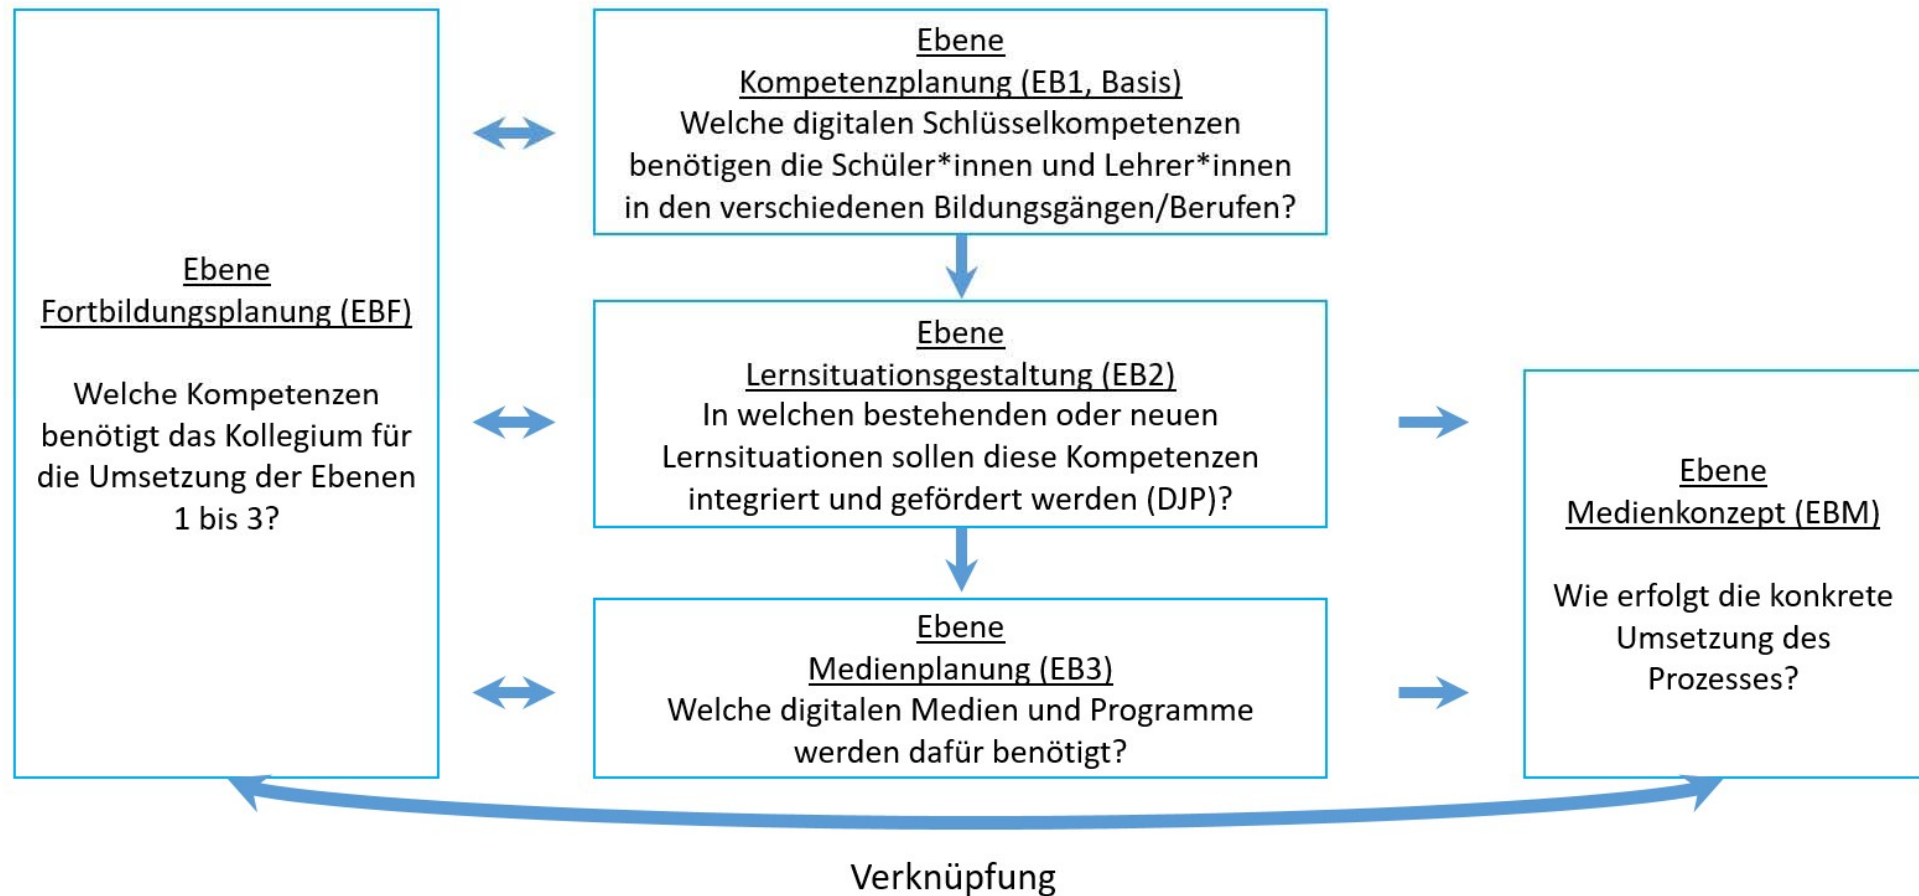 Ebene
Fortbildungsplanung (EBF)
Welche Kompetenzen
benötigt das Kollegium für
die Umsetzung der Ebenen
1 bis 3?
Ebene
Kompetenzplanung (EB1, Basis)
Welche digitalen Schlüsselkompetenzen
benötigen die Schüler*innen und Lehrer*innen
in den verschiedenen Bildungsgängen/Berufen?
Ebene
Lernsituationsgestaltung (EB2)
In welchen bestehenden oder neuen
Lernsituationen sollen diese Kompetenzen
integriert und gefördert werden (DJP)?
Ebene
Medienplanung (EB3)
Welche digitalen Medien und Programme
werden dafür benötigt?
Ebene
Medienkonzept (EBM)
Wie erfolgt die konkrete
Umsetzung des
Prozesses?
Verknüpfung